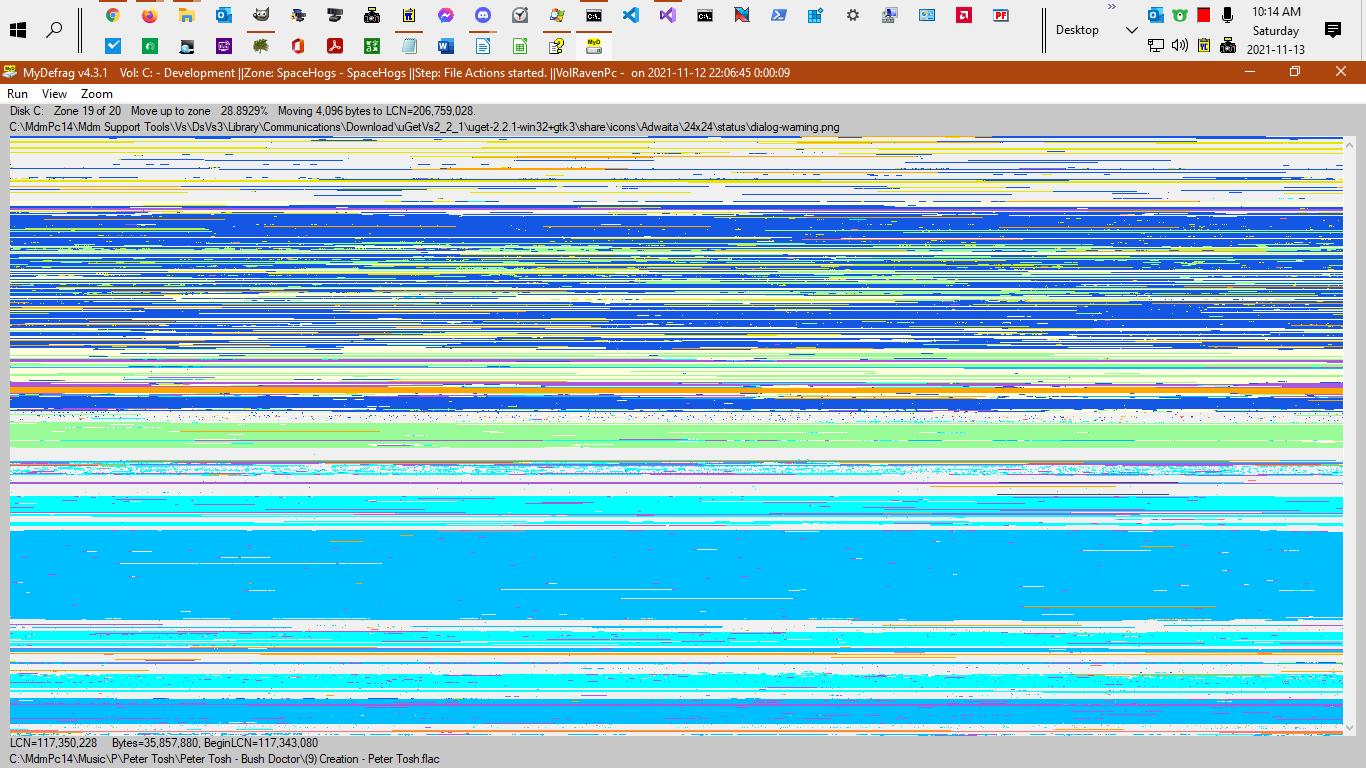 10:14 AM
Desktop
Saturday
2021-11-13
MyDefrag v4.3.1 Vol: C: - Development ||Zone: SpaceHogs - SpaceHogs ||Step: File Actions started. ||VolRavenPc - on 2021-11-12 22:06:45 0:00:09
Run View Zoom
Disk C: Zone 19 of 20 Move up to zone 28.8929% Moving 4,096 bytes to LCN=206,759,028.
C:\MdmPc14\Mdm Support Tools\Vs\DsVs3\Library\Communications\Download\uGetVs2_2_1\uget-2.2.1-win32+gtk3\share\icons\Adwaita\24x24\status\dialog-warning.png
LCN=117,350,228 Bytes=35,857,880, BeginLCN=117,343,080
C:\MdmPc14\Music\P\Peter Tosh\Peter Tosh - Bush Doctor\(9) Creation - Peter Tosh.flac